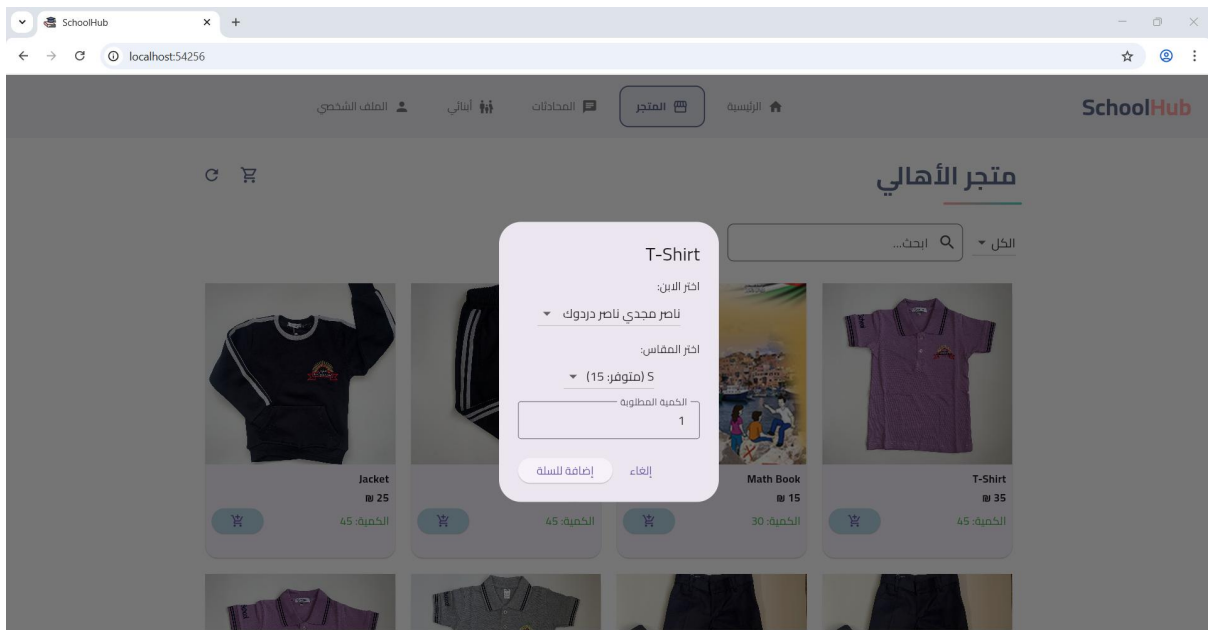 SchoolHub
localhost:54256
SchoolHub
الرئيسية
المتجر
المحادثات
أبنائي
الملف الشخصي
متجر الأهالي
الكل
ابحث...
T-Shirt
اختر الابن:
ناصر مجدي ناصر دردوك
اختر المقاس:
S (متوفر: 15)
الكمية المطلوبة
1
إلغاء
إضافة للسلة
T-Shirt
35 ₪
الكمية: 45
Math Book
15 ₪
الكمية: 30
الكمية: 45
Jacket
25 ₪
الكمية: 45